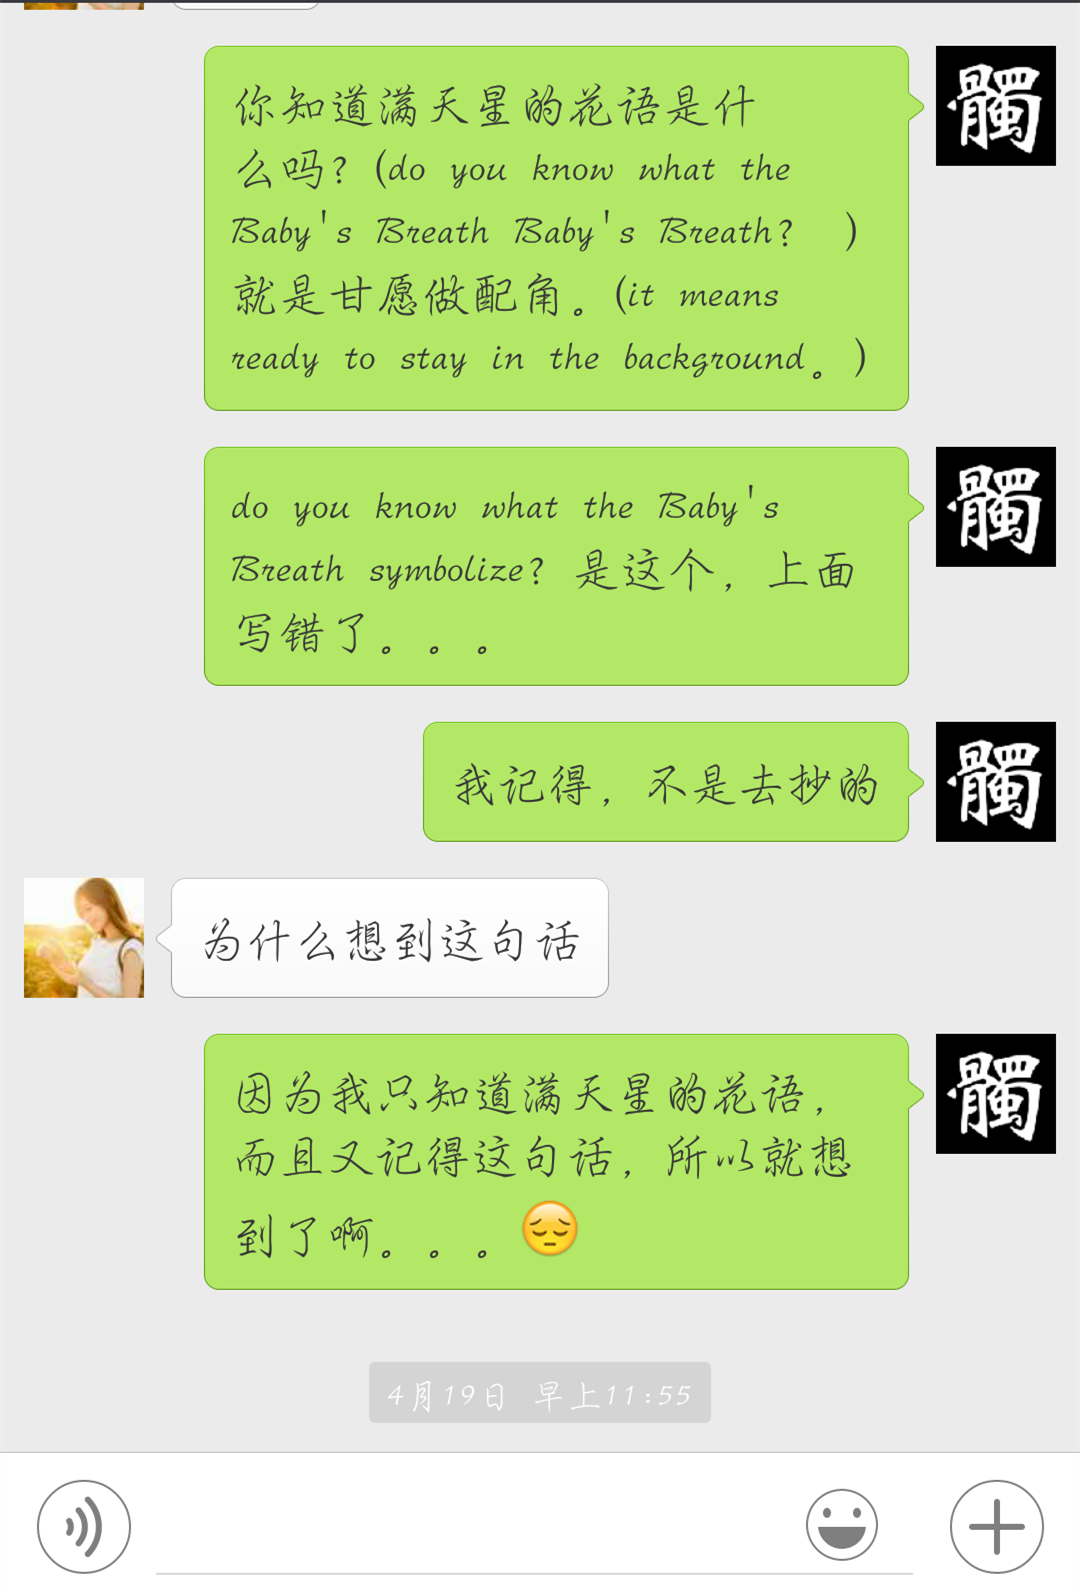 你知道满天星的花语是什
么吗？(do you know what the
Baby's Breath Baby's Breath? )
就是甘愿做配角。(it means
ready to stay in the background。)
髑
do you know what the Baby's
Breath symbolize? 是这个，上面
写错了。。。
髑
我记得，不是去抄的
髑
为什么想到这句话
因为我只知道满天星的花语，
而且又记得这句话，所以就想
到了啊。。。
髑
4月19日 早上11:55